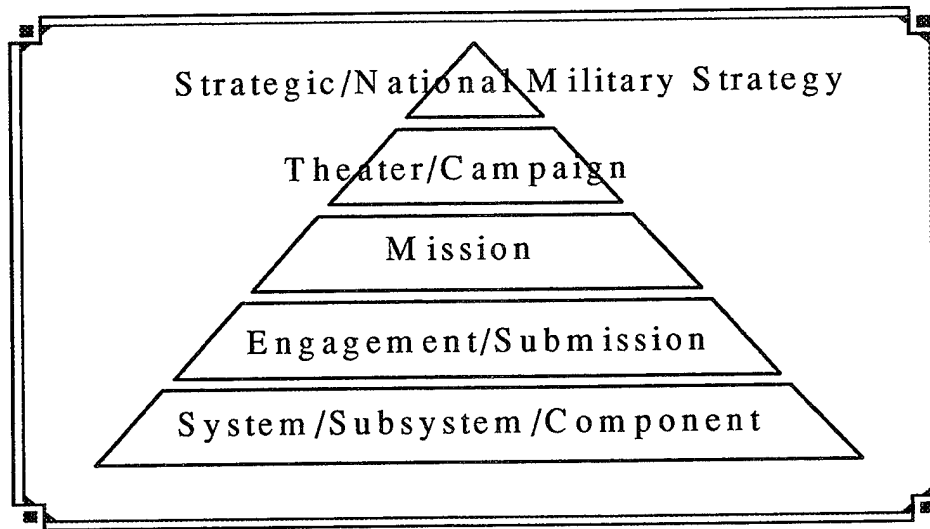 Strategic/National Military Strategy
Theater/Campaign
Mission
Engagement/Submission
System/Subsystem/Component